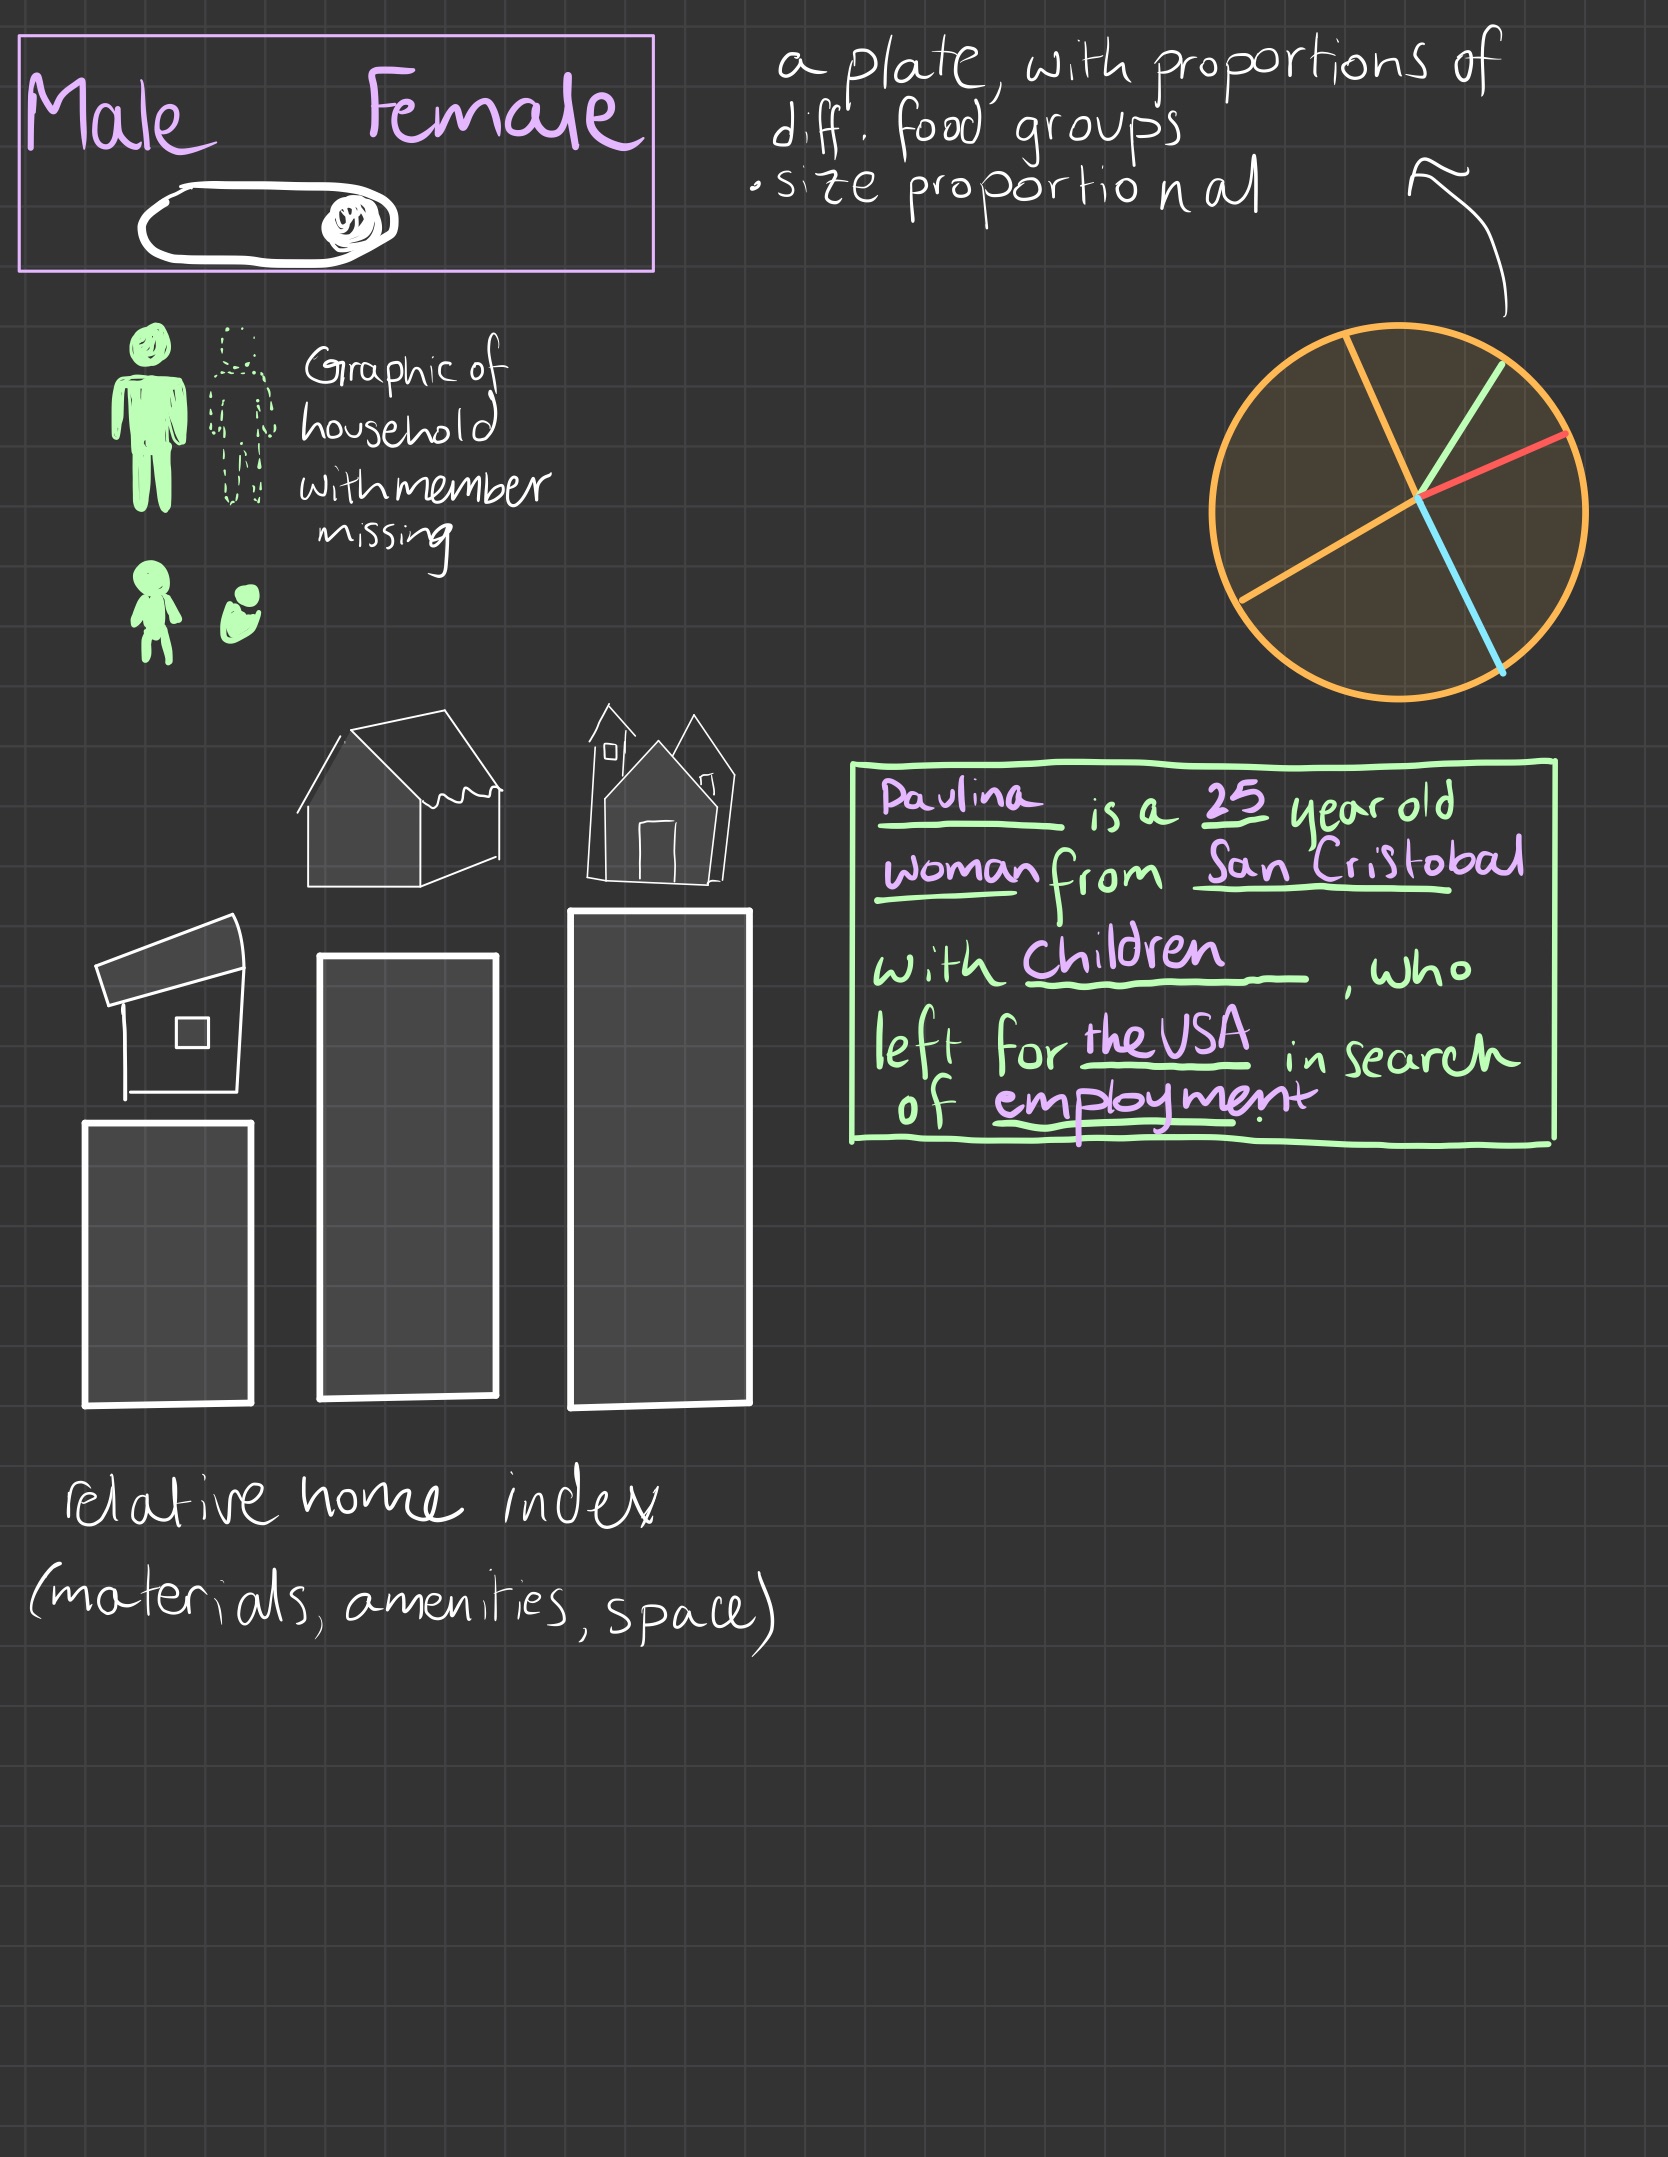 Male Female
a plate, with proportions of
diff. food groups
• size proportional
Graphic of
household
with member
missing
Paulina is a 25 year old
woman from San Cristobal
with children, who
left for the USA in search
of employment.
relative home index
(materials, amenities, space)